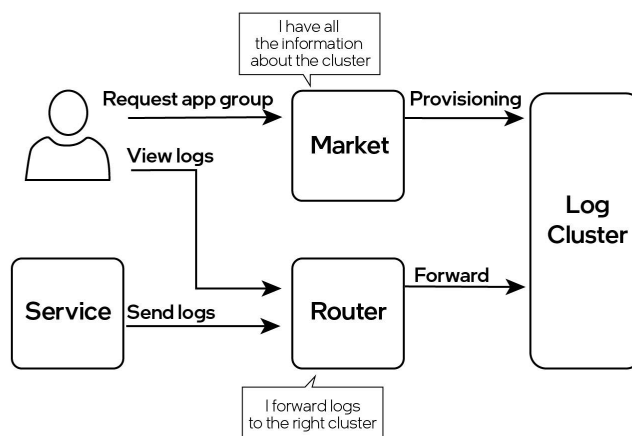 I have all
the information
about the cluster
Request app group
Provisioning
Market
View logs
Log
Cluster
Service
Send logs
Router
Forward
I forward logs
to the right cluster